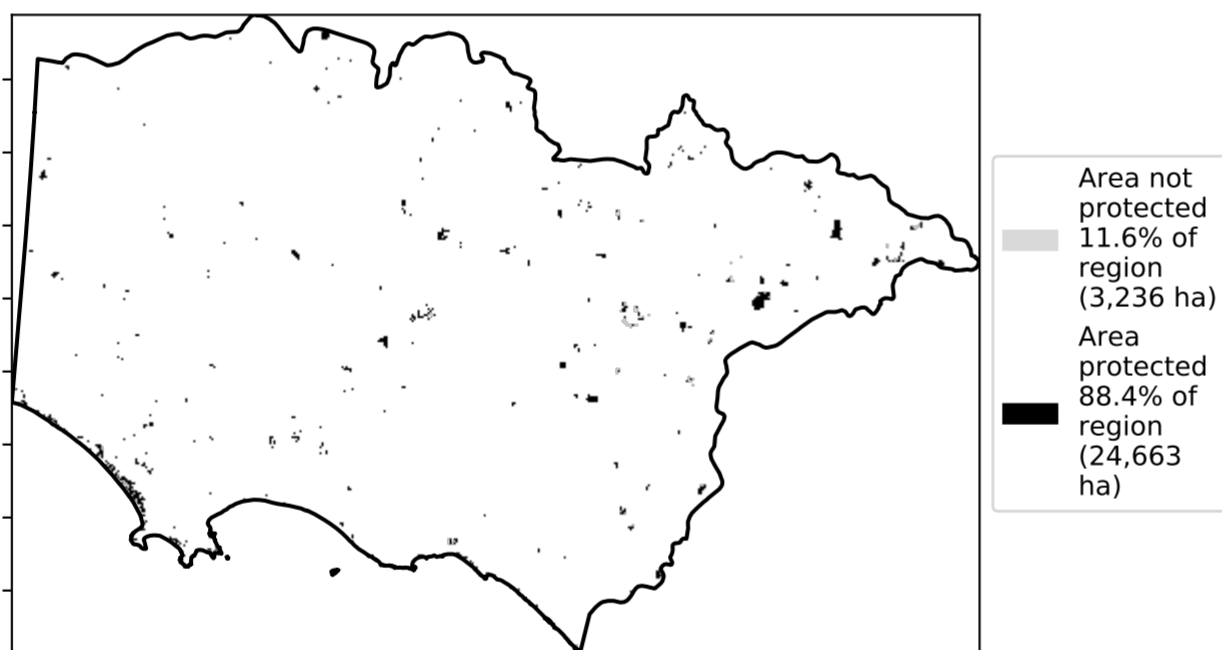 Area not
protected
11.6% of
region
(3,236 ha)
Area
protected
88.4% of
region
(24,663
ha)